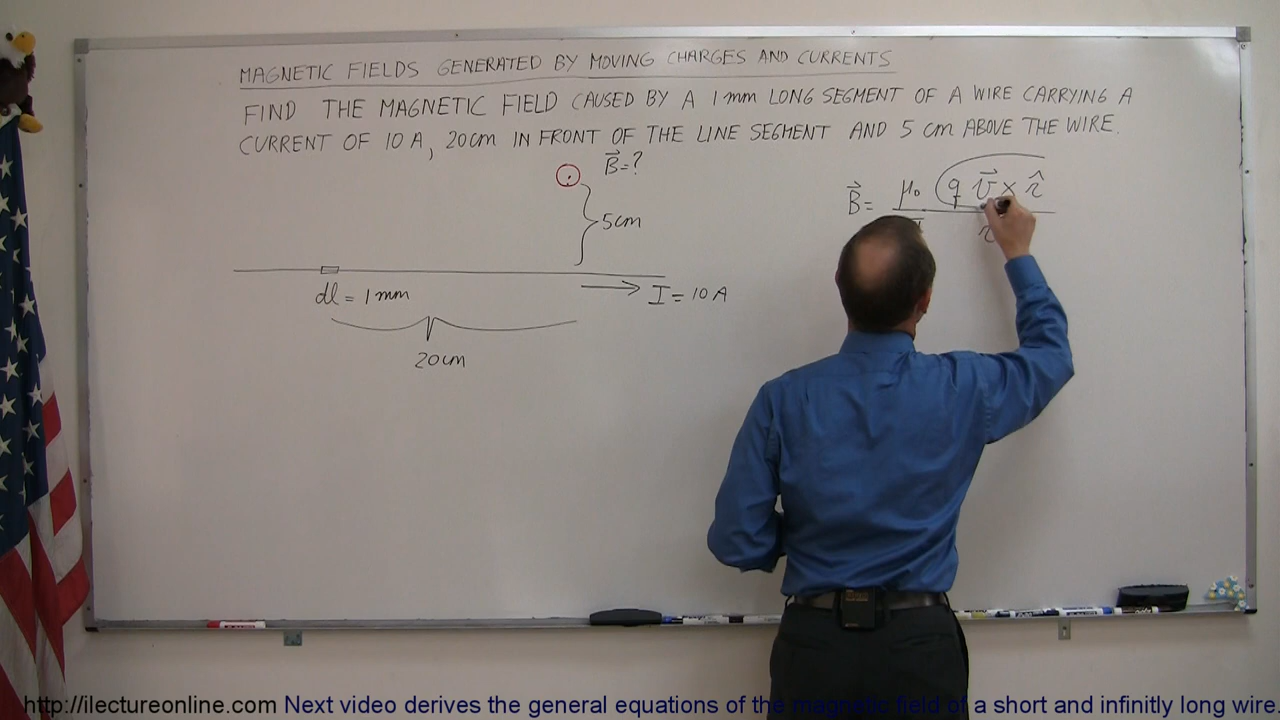 MAGNETIC FIELDS GENERATED BY MOVING CHARGES AND CURRENTS
FIND THE MAGNETIC FIELD CAUSED BY A 1mm LONG SEGMENT OF A WIRE CARRYING A
CURRENT OF 10 A, 20cm IN FRONT OF THE LINE SEGMENT AND 5 cm ABOVE THE WIRE.
B⃗=?
5cm
B⃗= μ₀ q v⃗ × r̂
dl = 1mm
I = 10 A
20cm
http://ilectureonline.com Next video derives the general equations of the magnetic field of a short and infinitly long wire.